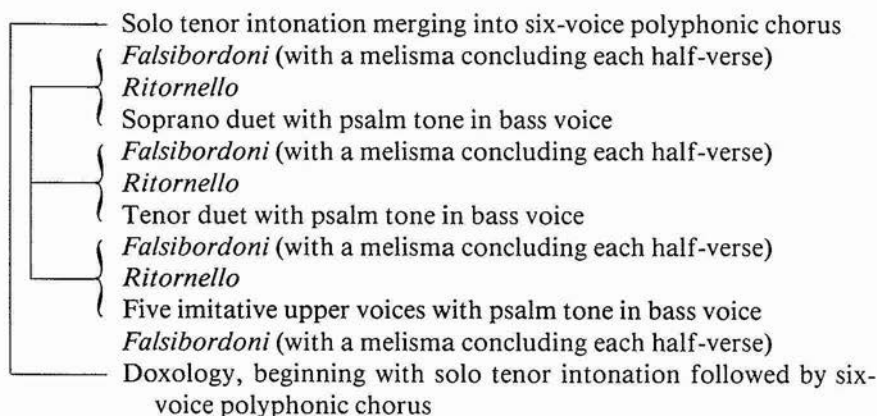 Solo tenor intonation merging into six-voice polyphonic chorus
Falsibordoni (with a melisma concluding each half-verse)
Ritornello
Soprano duet with psalm tone in bass voice
Falsibordoni (with a melisma concluding each half-verse)
Ritornello
Tenor duet with psalm tone in bass voice
Falsibordoni (with a melisma concluding each half-verse)
Ritornello
Five imitative upper voices with psalm tone in bass voice
Falsibordoni (with a melisma concluding each half-verse)
Doxology, beginning with solo tenor intonation followed by six-
voice polyphonic chorus